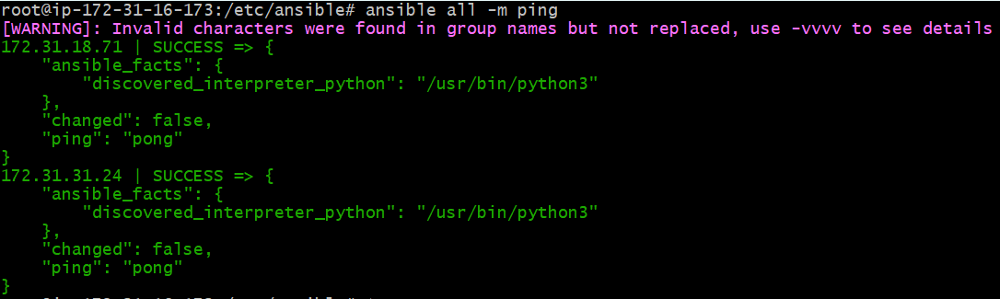 root@ip-172-31-16-173:/etc/ansible# ansible all -m ping
[WARNING]: Invalid characters were found in group names but not replaced, use -vvvv to see details
172.31.18.71 | SUCCESS => {
    "ansible_facts": {
        "discovered_interpreter_python": "/usr/bin/python3"
    },
    "changed": false,
    "ping": "pong"
}
172.31.31.24 | SUCCESS => {
    "ansible_facts": {
        "discovered_interpreter_python": "/usr/bin/python3"
    },
    "changed": false,
    "ping": "pong"
}